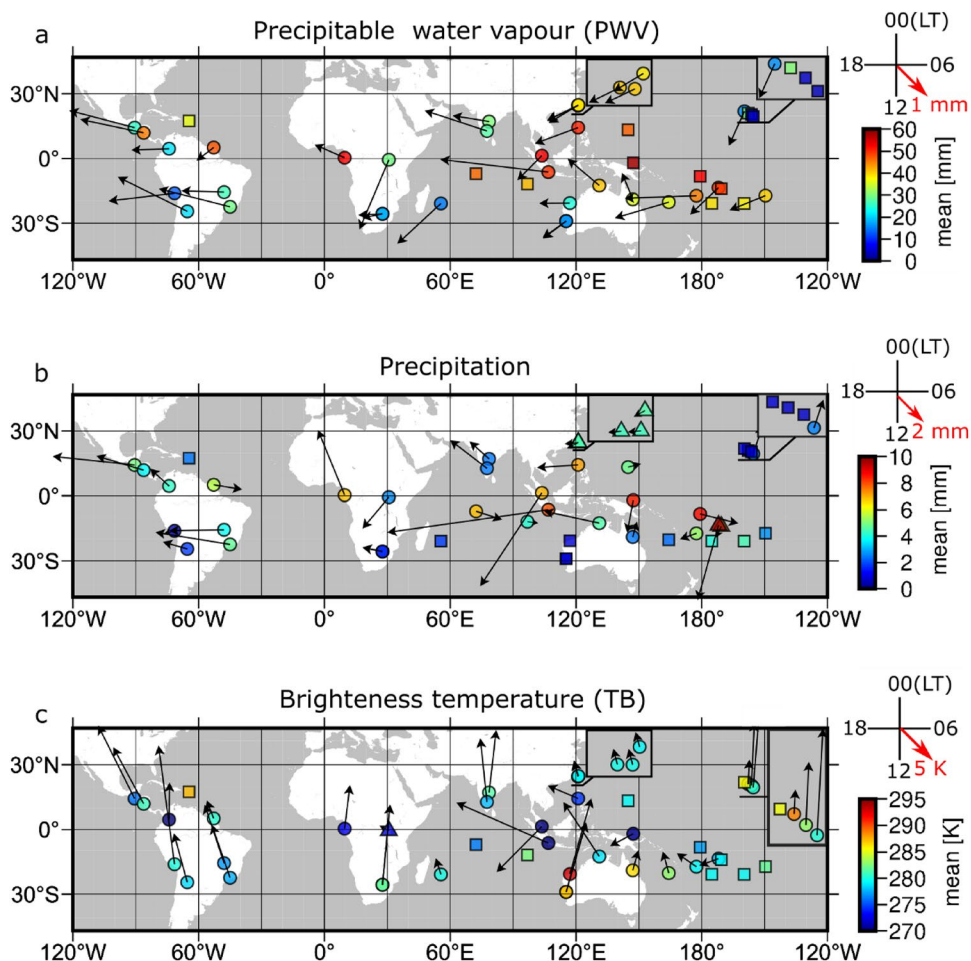 a
Precipitable water vapour (PWV)
00(LT)
18 06
12 1 mm
30°N
0°
30°S
120°W 60°W 0° 60°E 120°E 180° 120°W
60
50
40
30
20
10
0
mean [mm]
b
Precipitation
00(LT)
18 06
12 2 mm
30°N
0°
30°S
120°W 60°W 0° 60°E 120°E 180° 120°W
10
8
6
4
2
0
mean [mm]
c
Brighteness temperature (TB)
00(LT)
18 06
12 5 K
30°N
0°
30°S
120°W 60°W 0° 60°E 120°E 180° 120°W
295
290
285
280
275
270
mean [K]